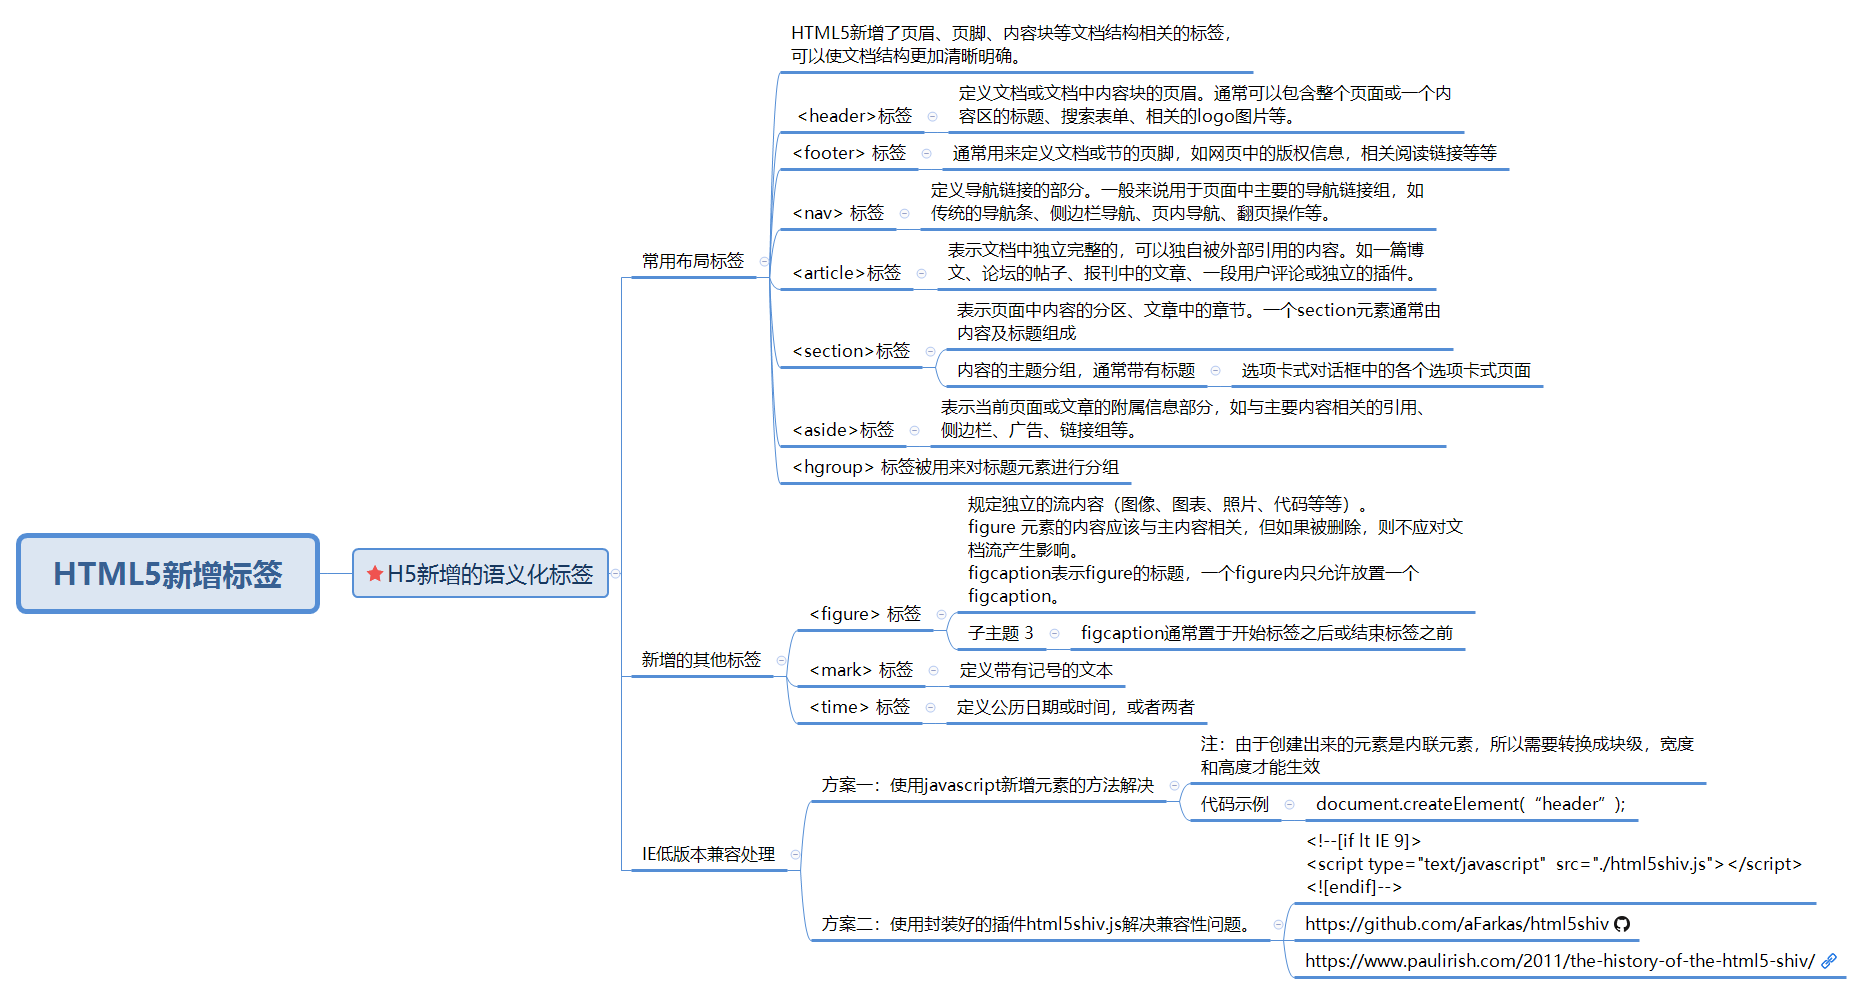 HTML5新增标签
H5新增的语义化标签
常用布局标签
HTML5新增了页眉、页脚、内容块等文档结构相关的标签，
可以使文档结构更加清晰明确。
<header>标签
定义文档或文档中内容块的页眉。通常可以包含整个页面或一个内
容区的标题、搜索表单、相关的logo图片等。
<footer> 标签
通常用来定义文档或节的页脚，如网页中的版权信息，相关阅读链接等等
<nav> 标签
定义导航链接的部分。一般来说用于页面中主要的导航链接组，如
传统的导航条、侧边栏导航、页内导航、翻页操作等。
<article>标签
表示文档中独立完整的，可以独自被外部引用的内容。如一篇博
文、论坛的帖子、报刊中的文章、一段用户评论或独立的插件。
<section>标签
表示页面中内容的分区、文章中的章节。一个section元素通常由
内容及标题组成
内容的主题分组，通常带有标题
选项卡式对话框中的各个选项卡式页面
<aside>标签
表示当前页面或文章的附属信息部分，如与主要内容相关的引用、
侧边栏、广告、链接组等。
<hgroup> 标签被用来对标题元素进行分组
新增的其他标签
<figure> 标签
规定独立的流内容（图像、图表、照片、代码等等）。
figure 元素的内容应该与主内容相关，但如果被删除，则不应对文
档流产生影响。
figcaption表示figure的标题，一个figure内只允许放置一个
figcaption。
子主题 3
figcaption通常置于开始标签之后或结束标签之前
<mark> 标签
定义带有记号的文本
<time> 标签
定义公历日期或时间，或者两者
IE低版本兼容处理
方案一：使用javascript新增元素的方法解决
注：由于创建出来的元素是内联元素，所以需要转换成块级，宽度
和高度才能生效
代码示例
document.createElement(“header”);
方案二：使用封装好的插件html5shiv.js解决兼容性问题。
<!--[if lt IE 9]>
<script type="text/javascript"  src="./html5shiv.js"></script>
<![endif]-->
https://github.com/aFarkas/html5shiv
https://www.paulirish.com/2011/the-history-of-the-html5-shiv/